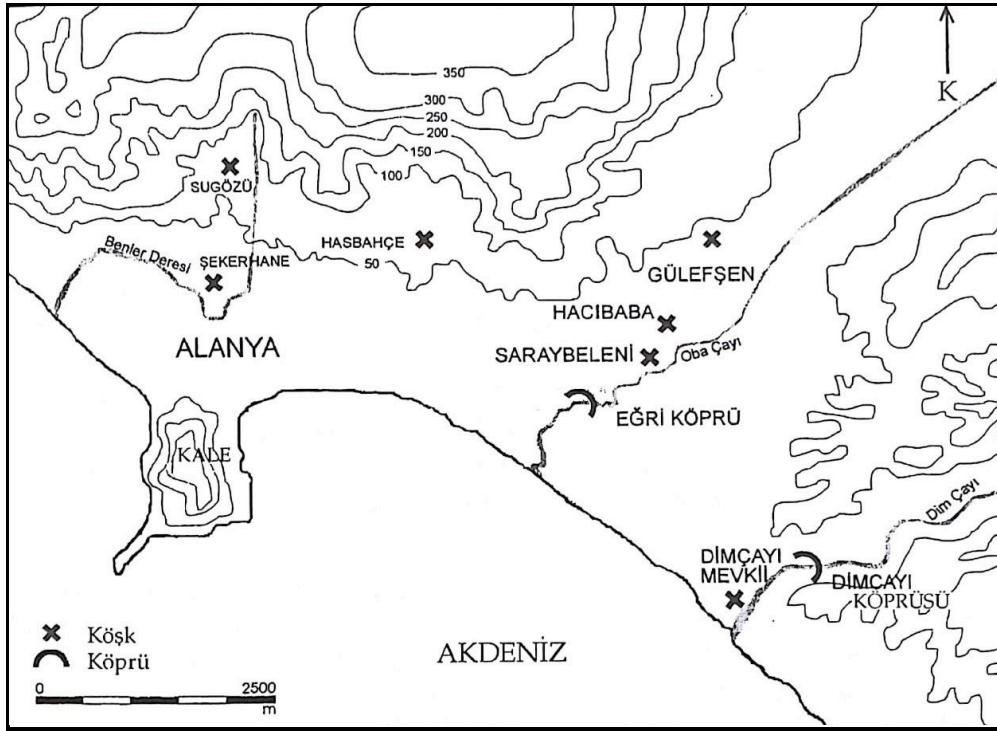 K
350
300
250
200
150
100
SUGÖZÜ
HASBAHÇE
50
Benler Deresi
ŞEKERHANE
GÜLEFŞEN
HACIBABA
ALANYA
SARAYBELENİ
Oba Çayı
EĞRİ KÖPRÜ
KALE
Dim Çayı
DİMÇAYI
MEVKİİ
DİMÇAYI
KÖPRÜSÜ
AKDENİZ
Köşk
Köprü
0 2500
m